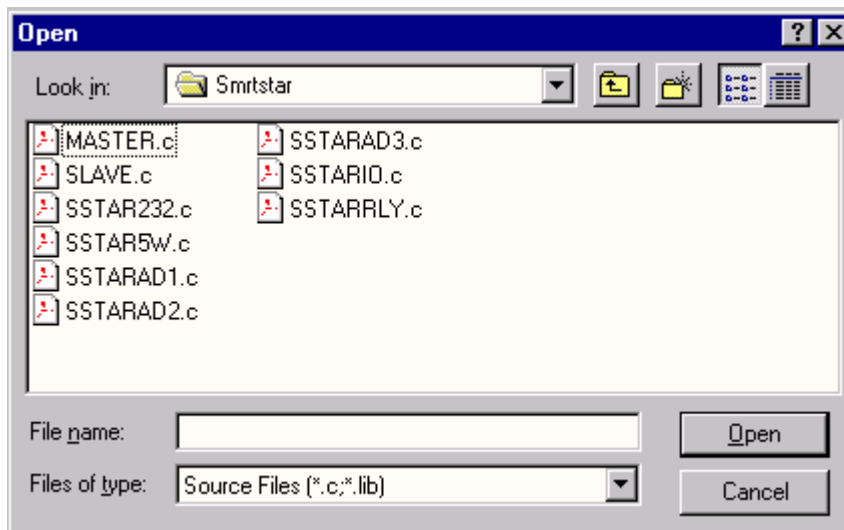 Open
Look in: Smrtstar
MASTER.c
SLAVE.c
SSTAR232.c
SSTAR5W.c
SSTARAD1.c
SSTARAD2.c
SSTARAD3.c
SSTARIO.c
SSTARRLY.c
File name:
Open
Files of type: Source Files (*.c;*.lib)
Cancel